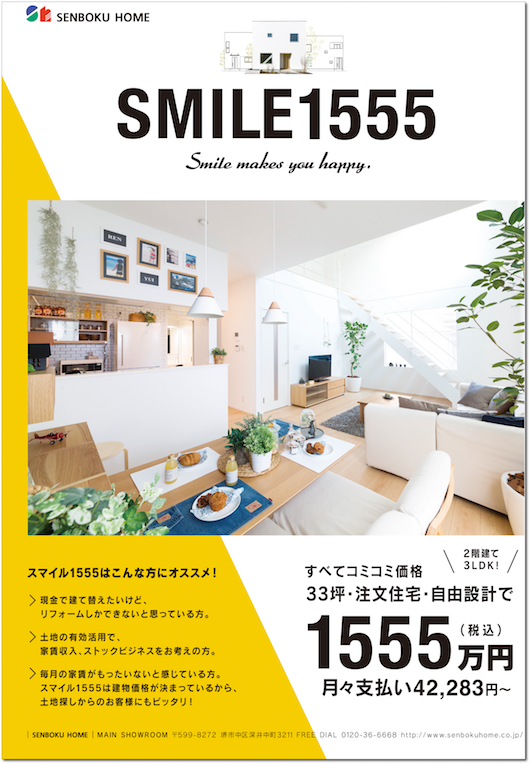 SENBOKU HOME
SMILE1555
Smile makes you happy.
REN
YUI
スマイル1555はこんな方にオススメ！
現金で建て替えたいけど、
リフォームしかできないと思っている方。
土地の有効活用で、
家賃収入、ストックビジネスをお考えの方。
毎月の家賃がもったいないと感じている方。
スマイル1555は建物価格が決まっているから、
土地探しからのお客様にもピッタリ！
2階建て
3LDK！
すべてコミコミ価格
33坪・注文住宅・自由設計で
1555万円（税込）
月々支払い42,283円〜
| SENBOKU HOME | MAIN SHOWROOM 〒599-8272 堺市中区深井中町3211 FREE DIAL 0120-36-6668 http://www.senbokuhome.co.jp/